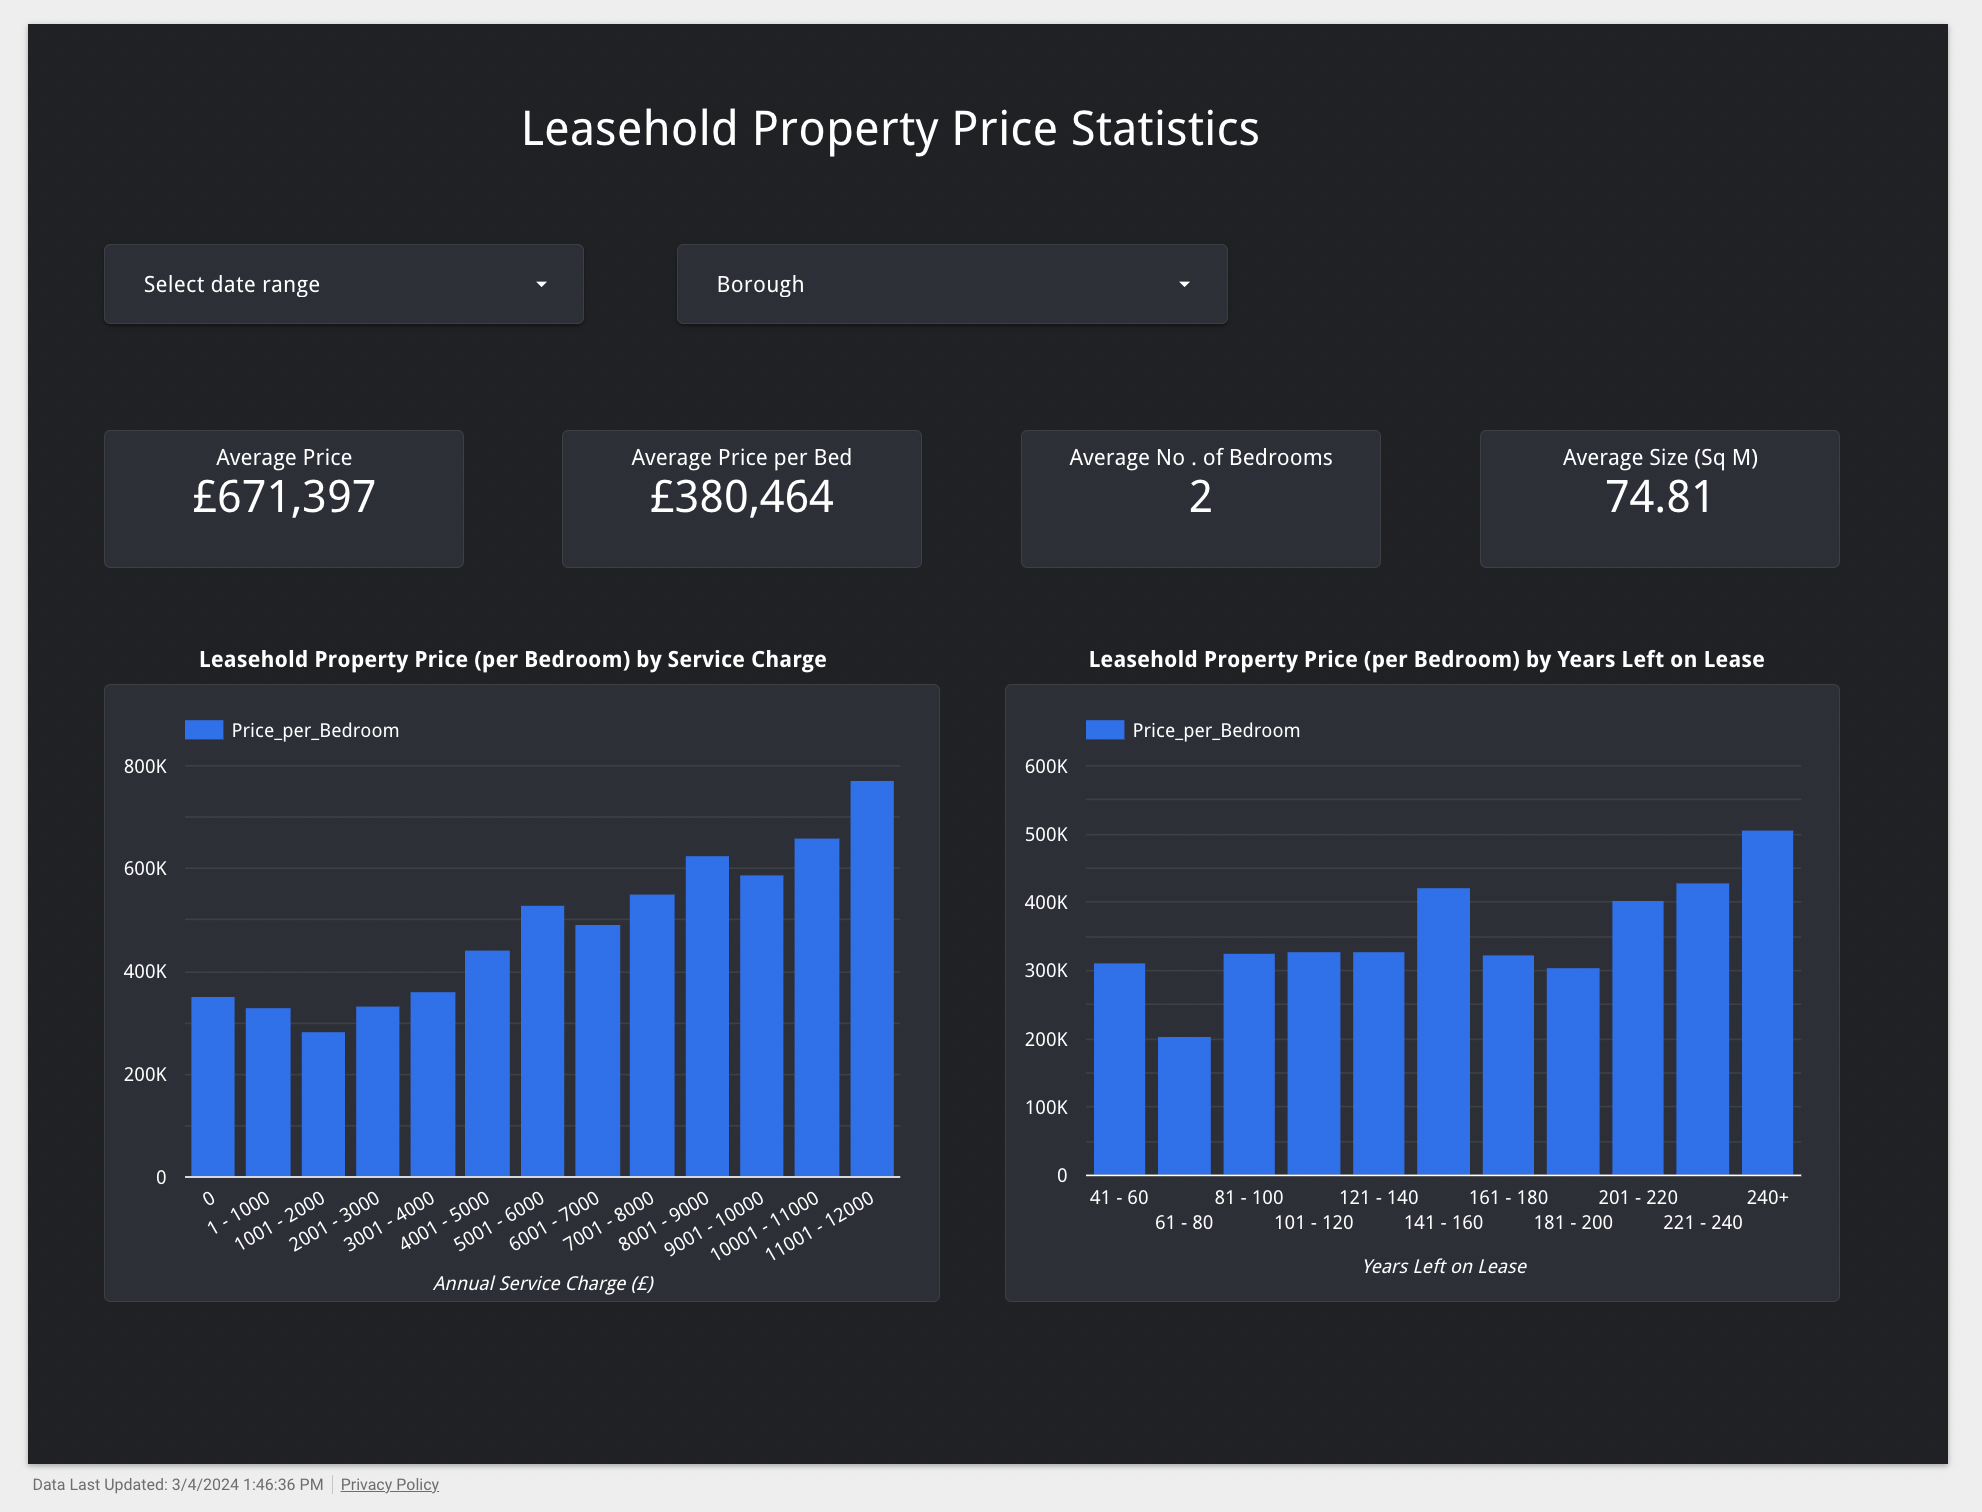 Leasehold Property Price Statistics
Select date range
Borough
Average Price
£671,397
Average Price per Bed
£380,464
Average No . of Bedrooms
2
Average Size (Sq M)
74.81
Leasehold Property Price (per Bedroom) by Service Charge
Price_per_Bedroom
800K
600K
400K
200K
0
0
1 - 1000
1001 - 2000
2001 - 3000
3001 - 4000
4001 - 5000
5001 - 6000
6001 - 7000
7001 - 8000
8001 - 9000
9001 - 10000
10001 - 11000
11001 - 12000
Annual Service Charge (£)
Leasehold Property Price (per Bedroom) by Years Left on Lease
Price_per_Bedroom
600K
500K
400K
300K
200K
100K
0
41 - 60
61 - 80
81 - 100
101 - 120
121 - 140
141 - 160
161 - 180
181 - 200
201 - 220
221 - 240
240+
Years Left on Lease
Data Last Updated: 3/4/2024 1:46:36 PM
Privacy Policy